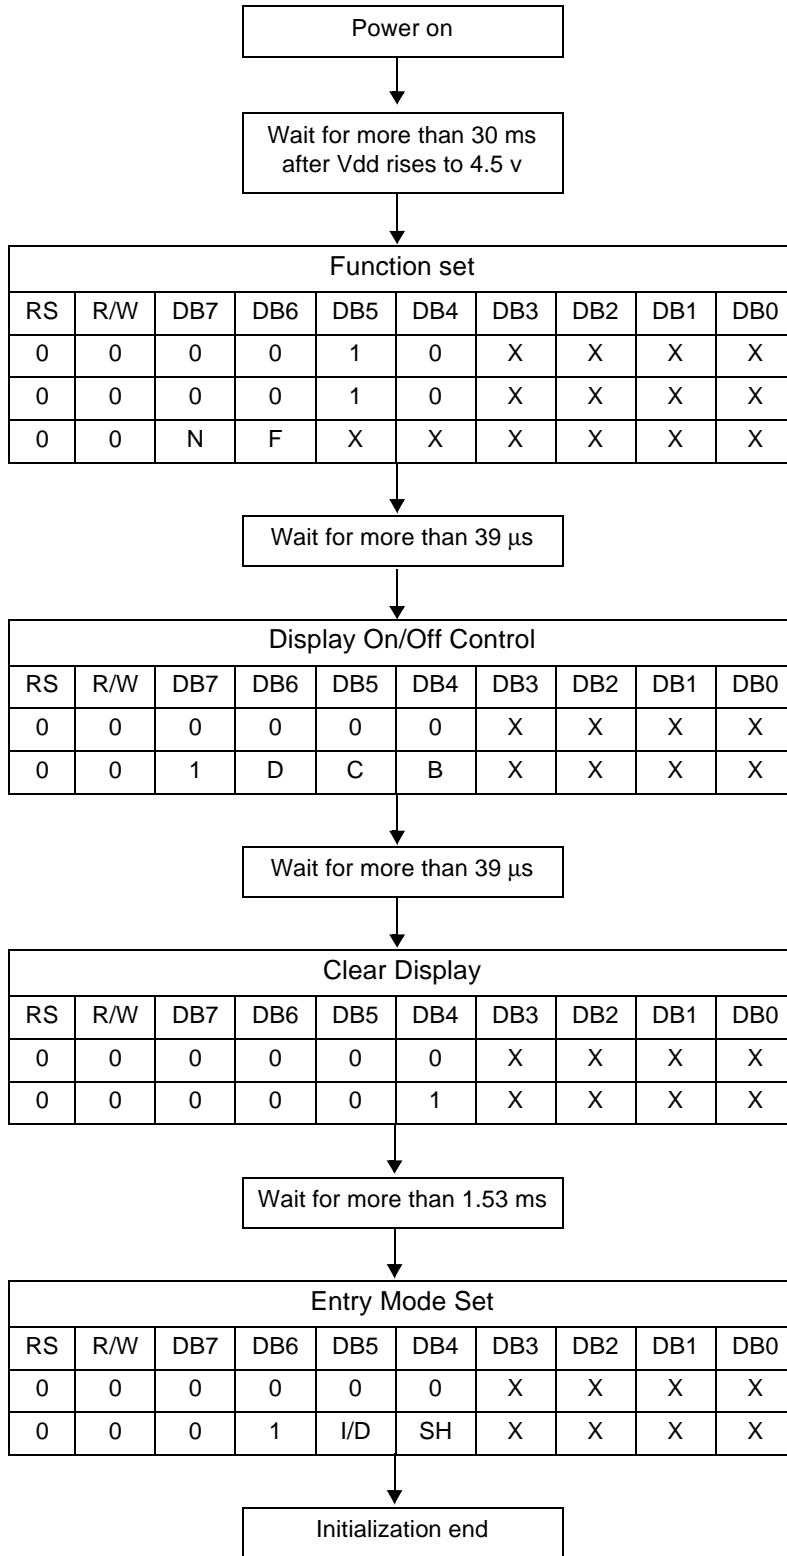 Power on
Wait for more than 30 ms
after Vdd rises to 4.5 v
Function set
RS R/W DB7 DB6 DB5 DB4 DB3 DB2 DB1 DB0
0 0 0 0 1 0 X X X X
0 0 0 0 1 0 X X X X
0 0 N F X X X X X X
Wait for more than 39 µs
Display On/Off Control
RS R/W DB7 DB6 DB5 DB4 DB3 DB2 DB1 DB0
0 0 0 0 0 0 X X X X
0 0 1 D C B X X X X
Wait for more than 39 µs
Clear Display
RS R/W DB7 DB6 DB5 DB4 DB3 DB2 DB1 DB0
0 0 0 0 0 0 X X X X
0 0 0 0 0 1 X X X X
Wait for more than 1.53 ms
Entry Mode Set
RS R/W DB7 DB6 DB5 DB4 DB3 DB2 DB1 DB0
0 0 0 0 0 0 X X X X
0 0 0 1 I/D SH X X X X
Initialization end